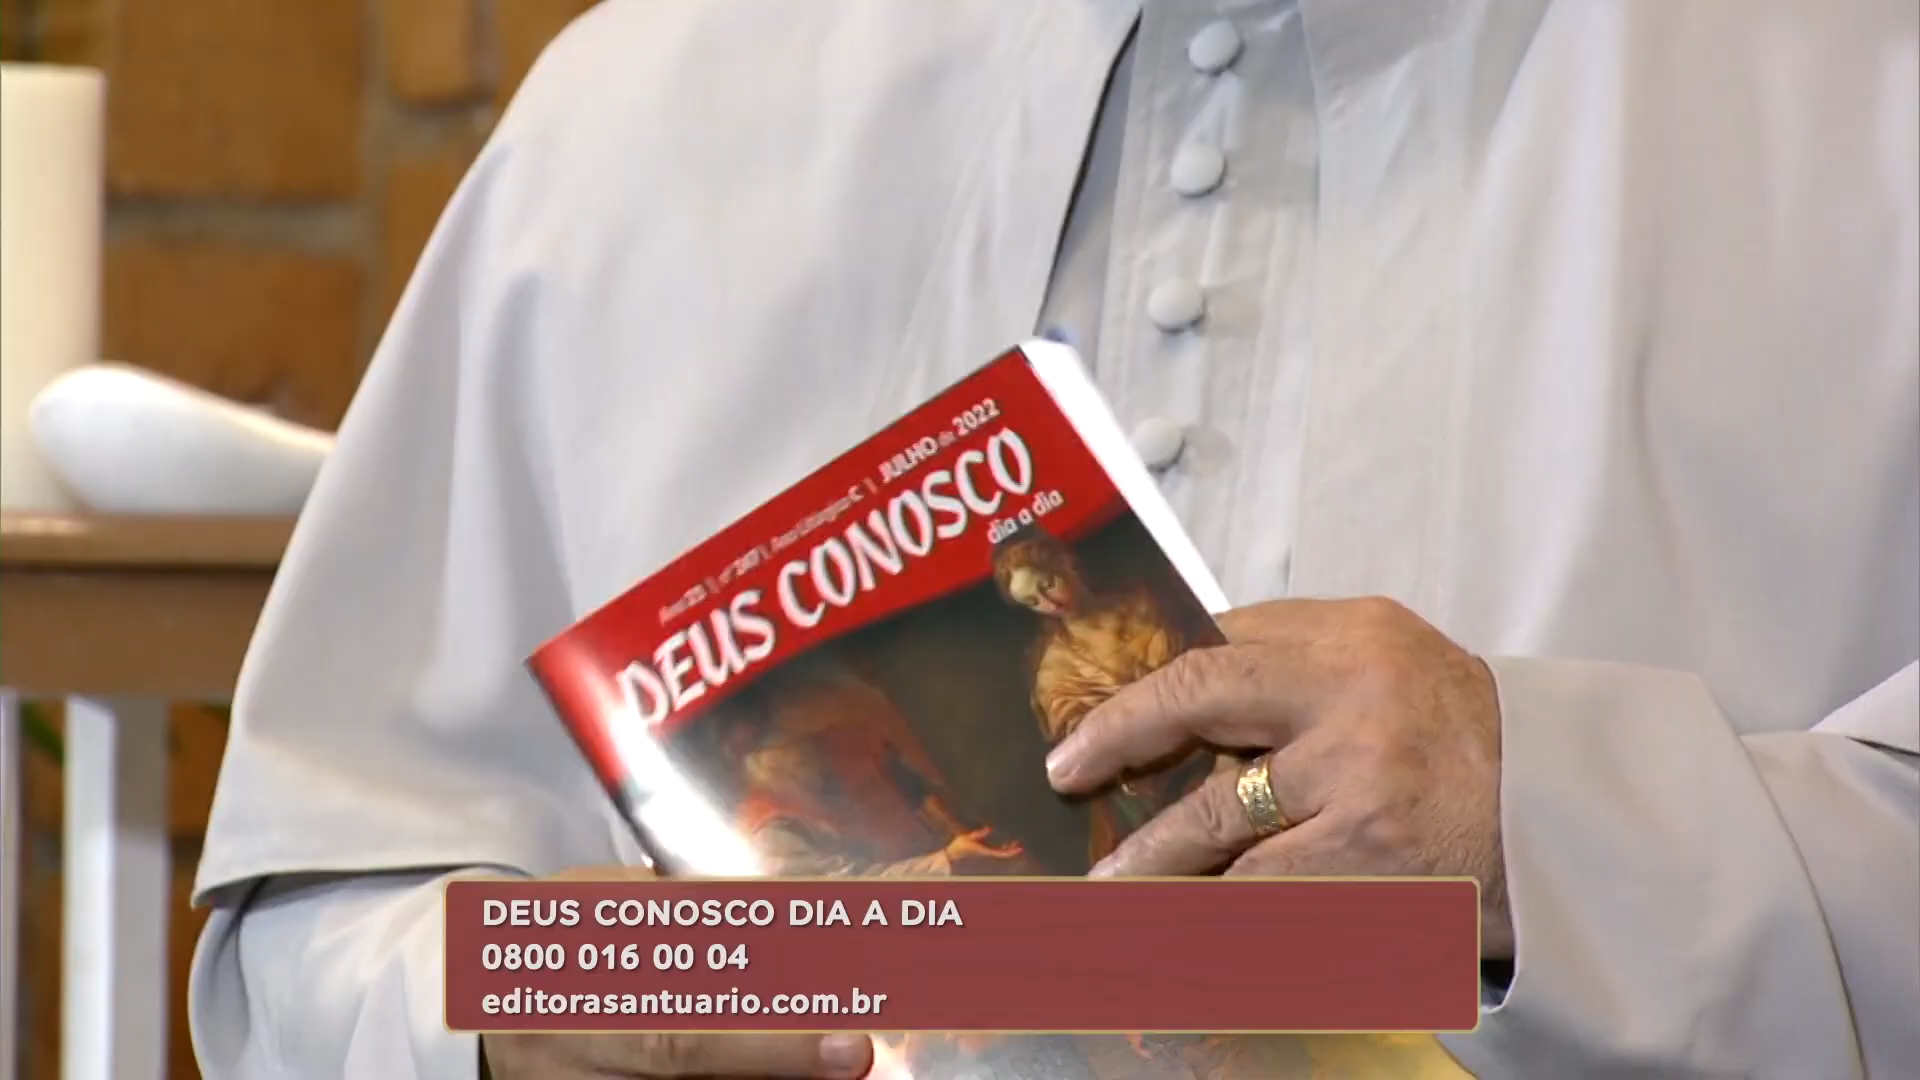 JULHO de 2022
DEUS CONOSCO
dia a dia
DEUS CONOSCO DIA A DIA
0800 016 00 04
editorasantuario.com.br